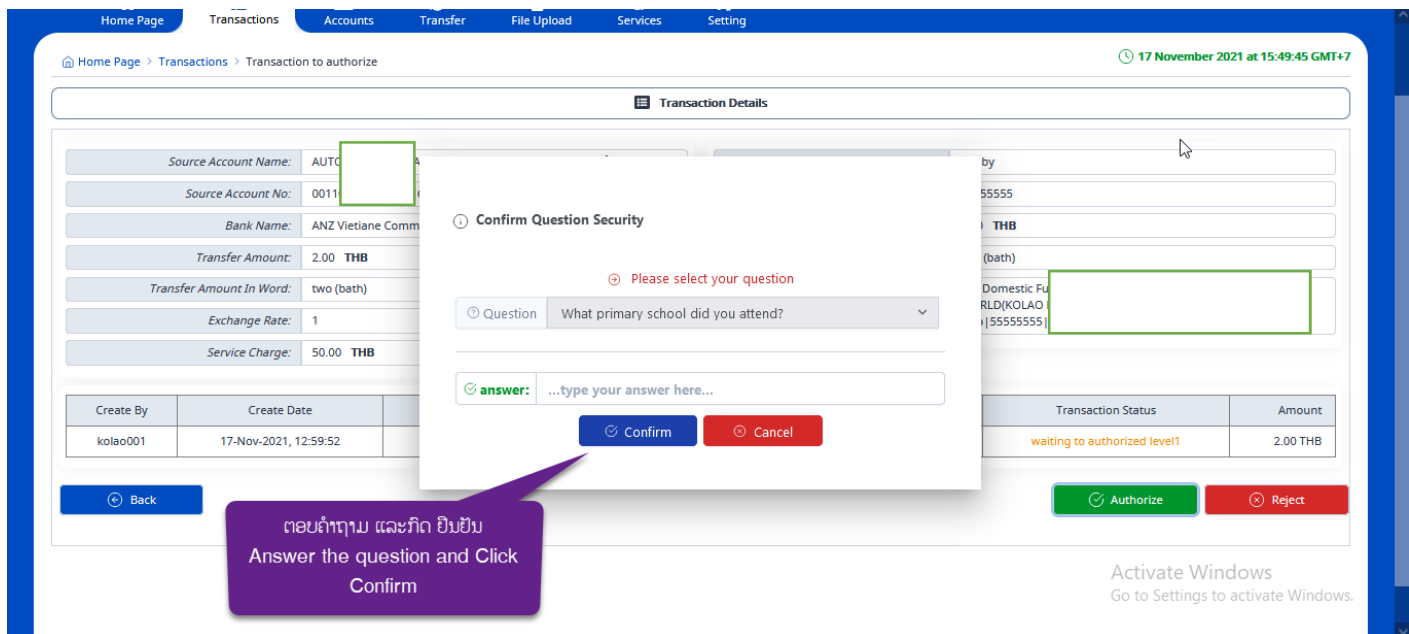 Home Page Transactions Accounts Transfer File Upload Services Setting
Home Page > Transactions > Transaction to authorize
17 November 2021 at 15:49:45 GMT+7
Transaction Details
Source Account Name: AUTO
by
Source Account No: 0011
55555
Bank Name: ANZ Vietiane Comm
THB
Transfer Amount: 2.00 THB
(bath)
Transfer Amount In Word: two (bath)
Domestic Fu
RLD(KOLAO
Exchange Rate: 1
|55555555|
Service Charge: 50.00 THB
Confirm Question Security
Please select your question
Question What primary school did you attend?
answer: ...type your answer here...
Confirm Cancel
Create By Create Date Transaction Status Amount
kolao001 17-Nov-2021, 12:59:52 waiting to authorized level1 2.00 THB
Back Authorize Reject
ຕອບຄຳຖາມ ແລະກົດ ຢືນຢັນ
Answer the question and Click
Confirm
Activate Windows
Go to Settings to activate Windows.